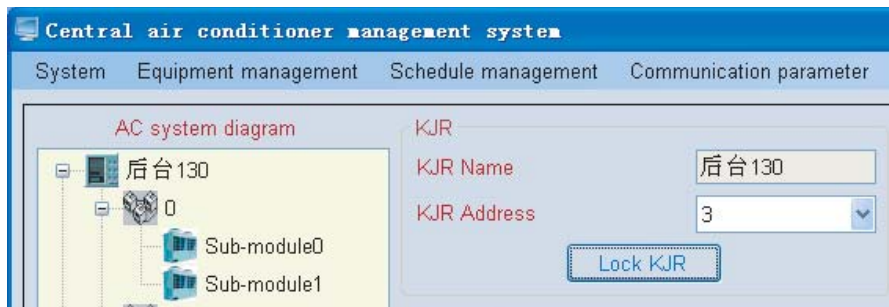 Central air conditioner management system
System Equipment management Schedule management Communication parameter
AC system diagram
后台130
0
Sub-module0
Sub-module1
KJR
KJR Name 后台130
KJR Address 3
Lock KJR